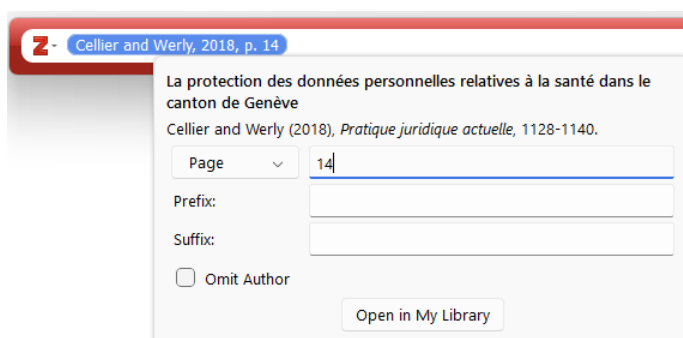 Z Cellier and Werly, 2018, p. 14
La protection des données personnelles relatives à la santé dans le
canton de Genève
Cellier and Werly (2018), Pratique juridique actuelle, 1128-1140.
Page 14
Prefix:
Suffix:
Omit Author
Open in My Library